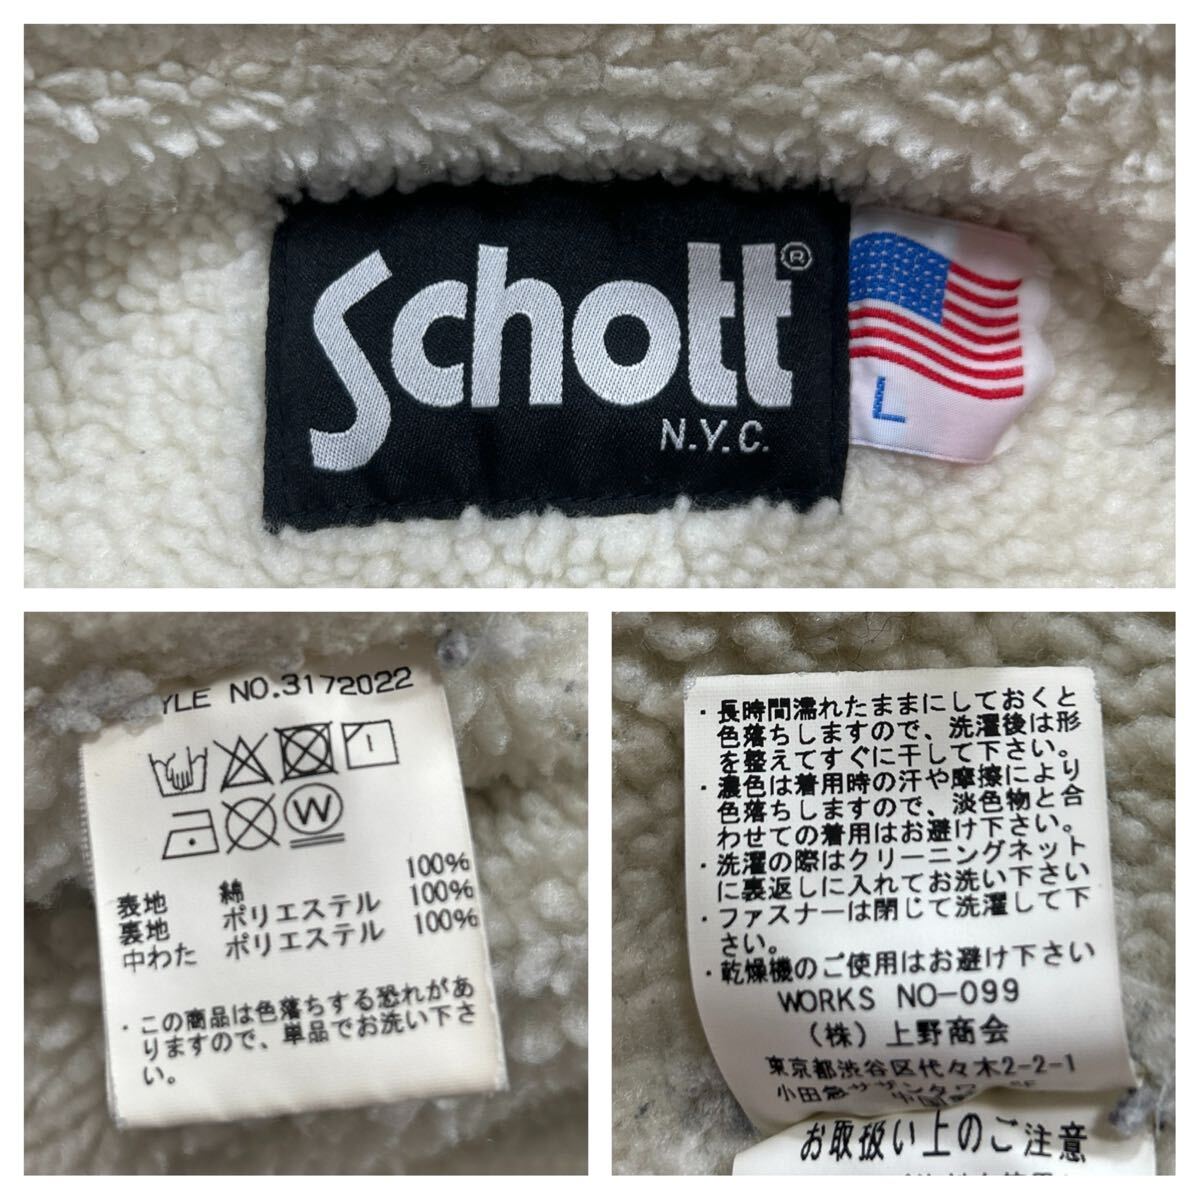 Schott®
N.Y.C.
L
YLE NO.3172022
W
表地 綿 100%
裏地 ポリエステル 100%
中わた ポリエステル 100%
・この商品は色落ちする恐れがあ
りますので、単品でお洗い下さ
い。
・長時間濡れたままにしておくと
色落ちしますので、洗濯後は形
を整えてすぐに干して下さい。
・濃色は着用時の汗や摩擦により
色落ちしますので、淡色物と合
わせての着用はお避け下さい。
・洗濯の際はクリーニングネット
に裏返しに入れてお洗い下さい
・ファスナーは閉じて洗濯して下
さい。
・乾燥機のご使用はお避け下さい
WORKS NO-099
(株)上野商会
東京都渋谷区代々木2-2-1
小田急サザンタワ
お取扱い上のご注意